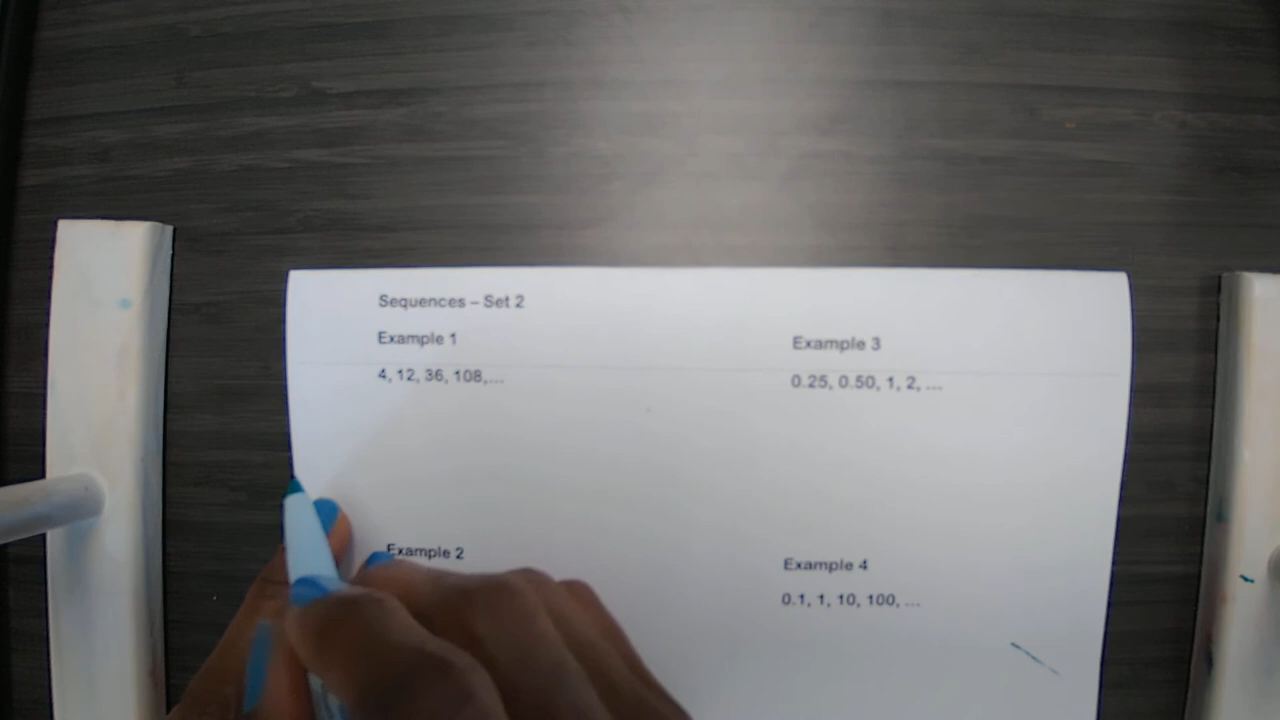 Sequences – Set 2
Example 1
4, 12, 36, 108,...
Example 2
Example 3
0.25, 0.50, 1, 2, ...
Example 4
0.1, 1, 10, 100, ...